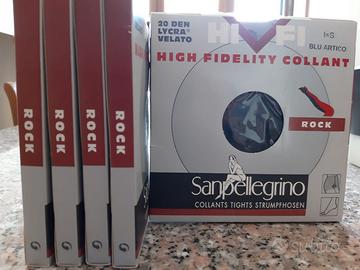 ROCK
ROCK
ROCK
ROCK
20 DEN
LYCRA®
VELATO
HI FI
I=S
BLU ARTICO
HIGH FIDELITY COLLANT
ROCK
Sanpellegrino
COLLANTS TIGHTS STRUMPFHOSEN
subito